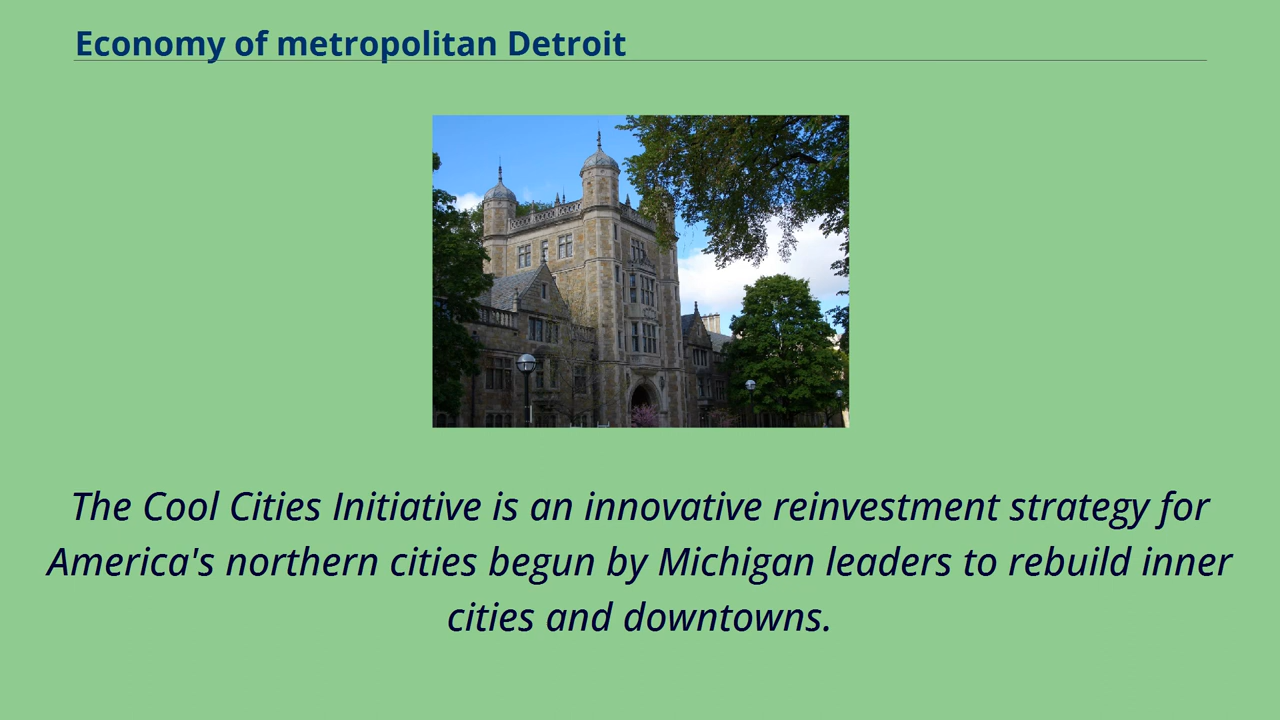 Economy of metropolitan Detroit
The Cool Cities Initiative is an innovative reinvestment strategy for
America's northern cities begun by Michigan leaders to rebuild inner
cities and downtowns.